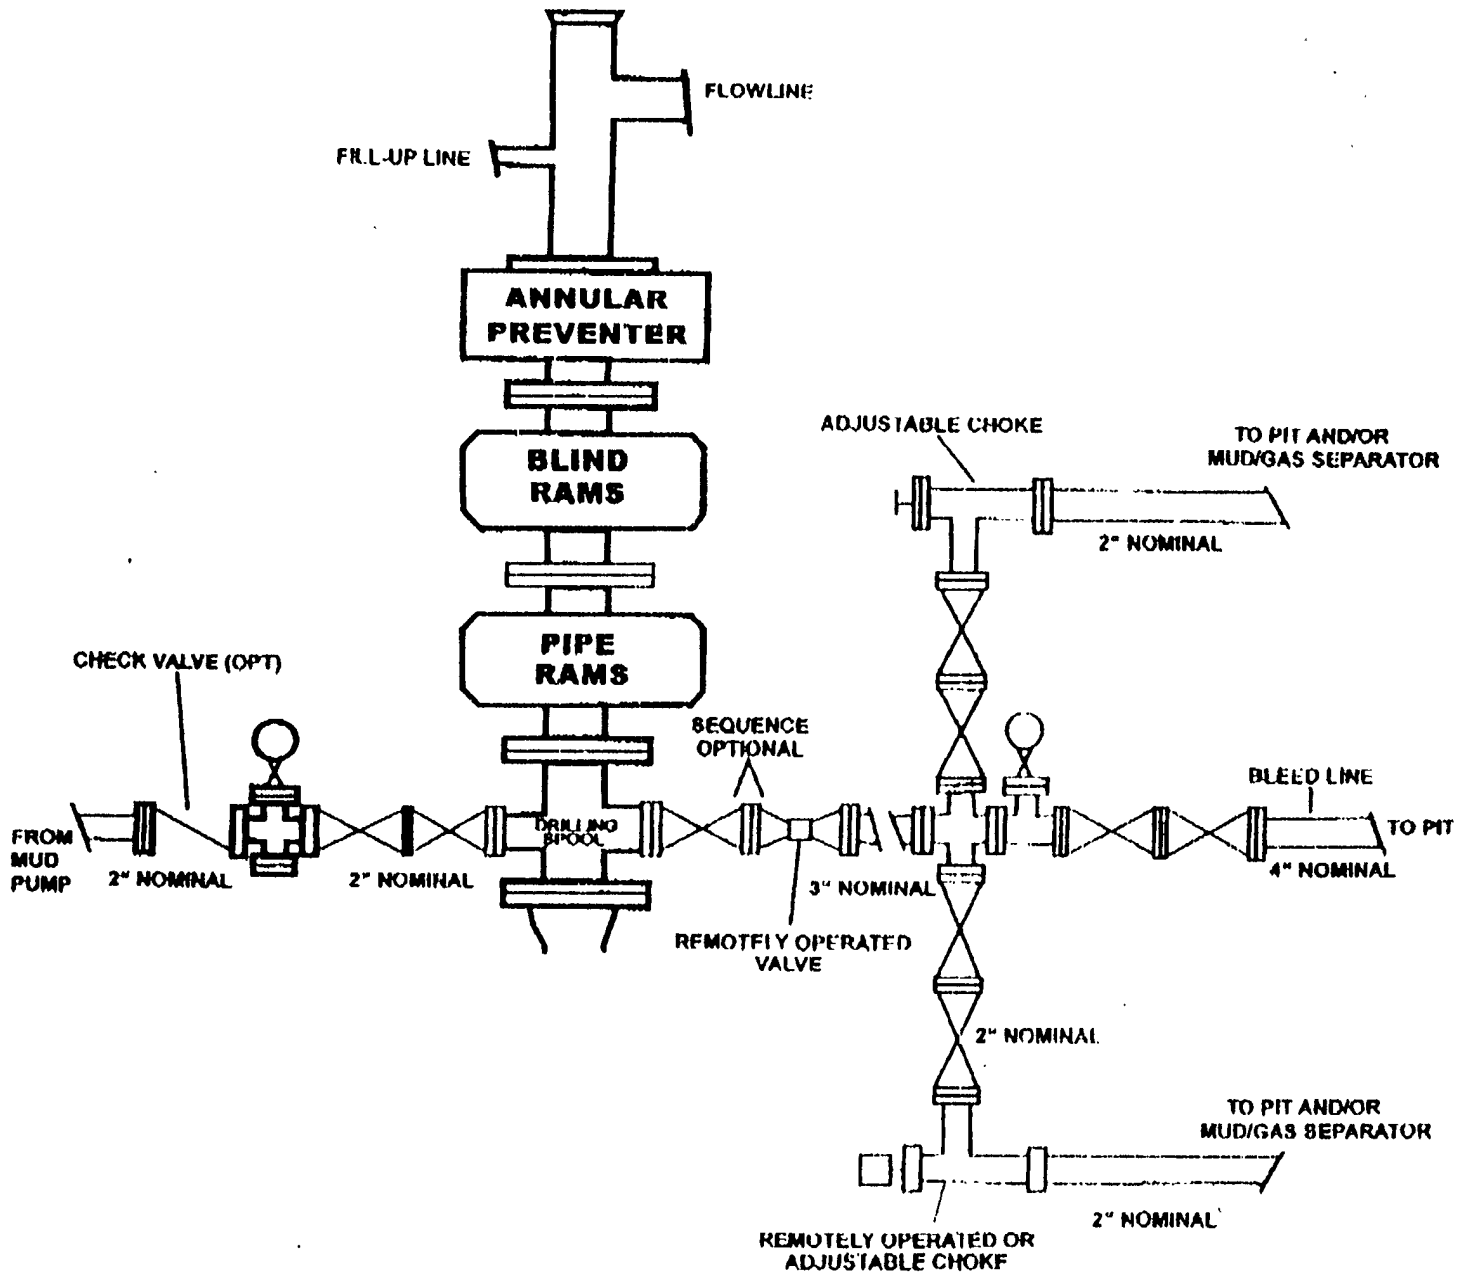 FLOWLINE
FILL-UP LINE
ANNULAR
PREVENTER
ADJUSTABLE CHOKE
TO PIT AND/OR
MUD/GAS SEPARATOR
BLIND
RAMS
2" NOMINAL
PIPE
RAMS
CHECK VALVE (OPT)
SEQUENCE
OPTIONAL
BLEED LINE
DRILLING
SPOOL
FROM
MUD
PUMP
TO PIT
2" NOMINAL
2" NOMINAL
3" NOMINAL
4" NOMINAL
REMOTELY OPERATED
VALVE
2" NOMINAL
TO PIT AND/OR
MUD/GAS SEPARATOR
2" NOMINAL
REMOTELY OPERATED OR
ADJUSTABLE CHOKE